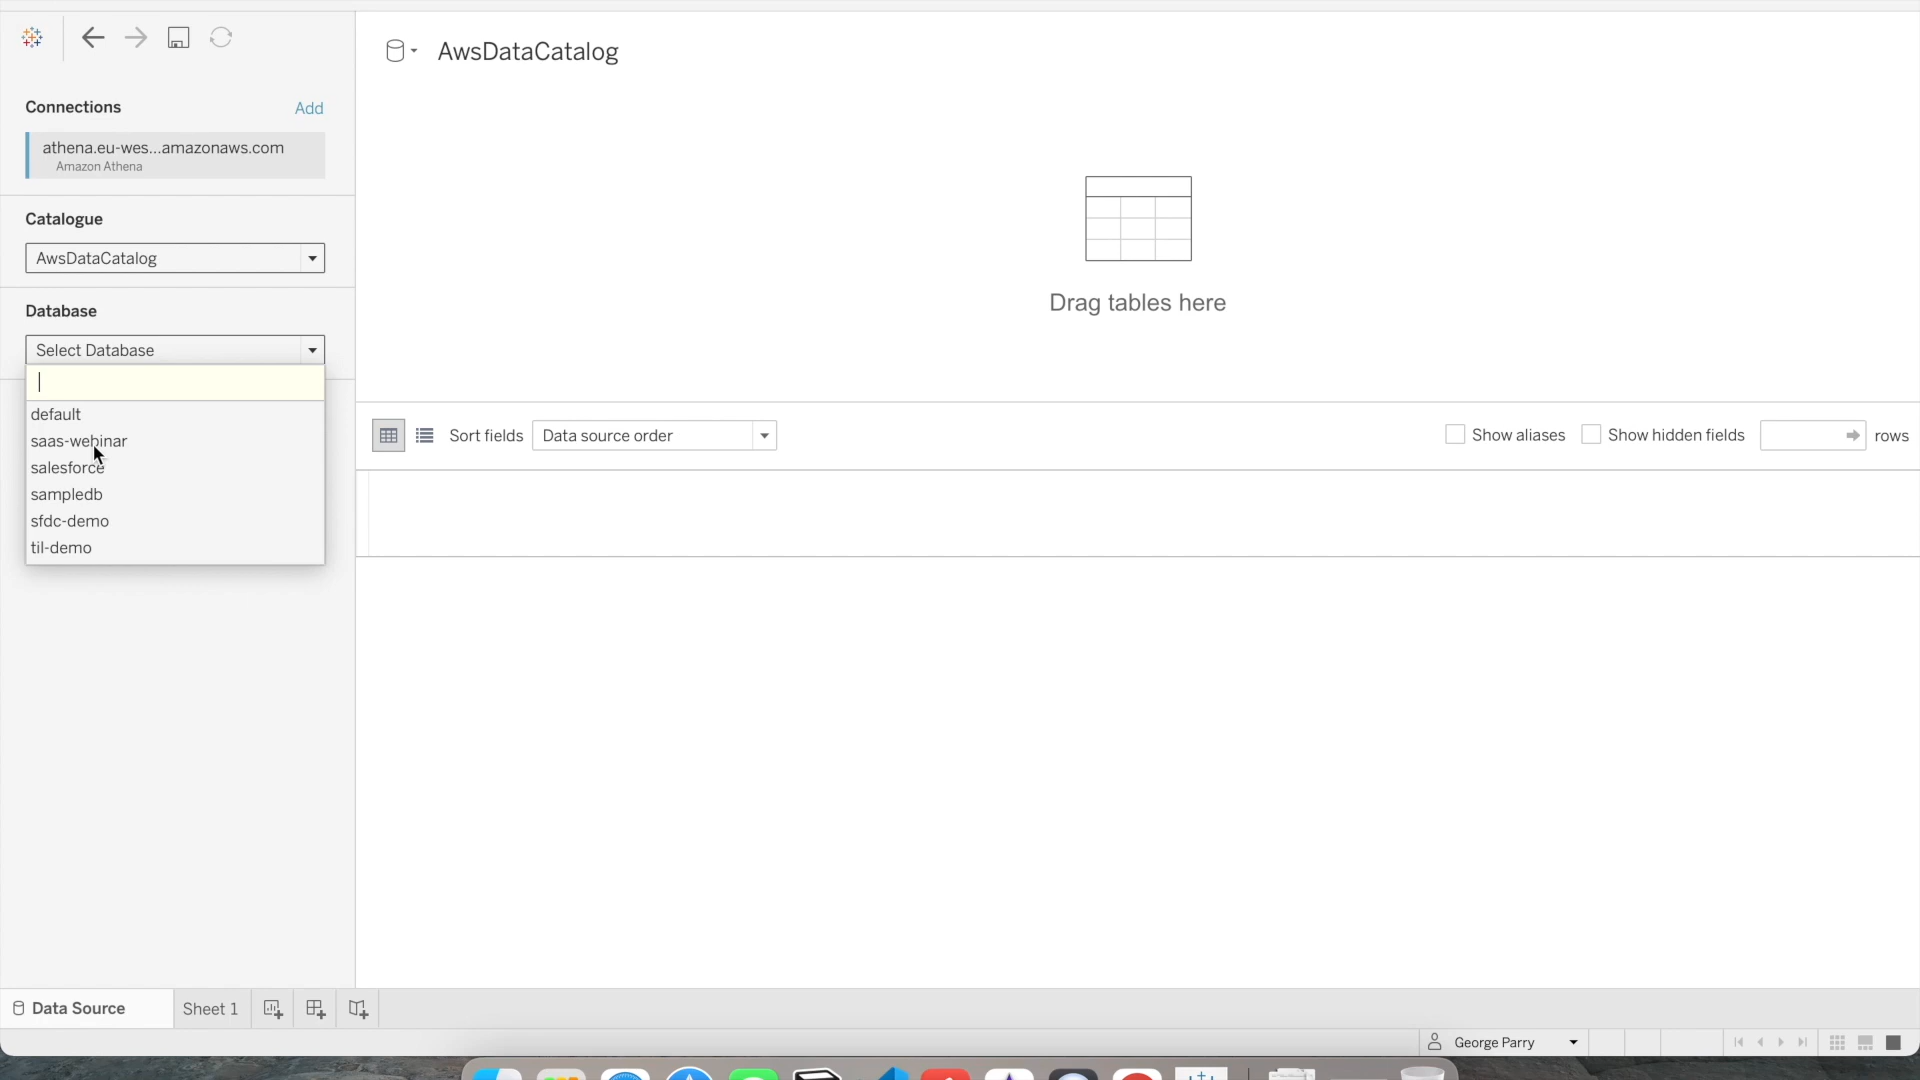 AwsDataCatalog
Connections Add
athena.eu-wes...amazonaws.com
Amazon Athena
Catalogue
AwsDataCatalog
Database
Select Database
default
saas-webinar
salesforce
sampledb
sfdc-demo
til-demo
Drag tables here
Sort fields Data source order Show aliases Show hidden fields rows
Data Source Sheet 1
George Parry